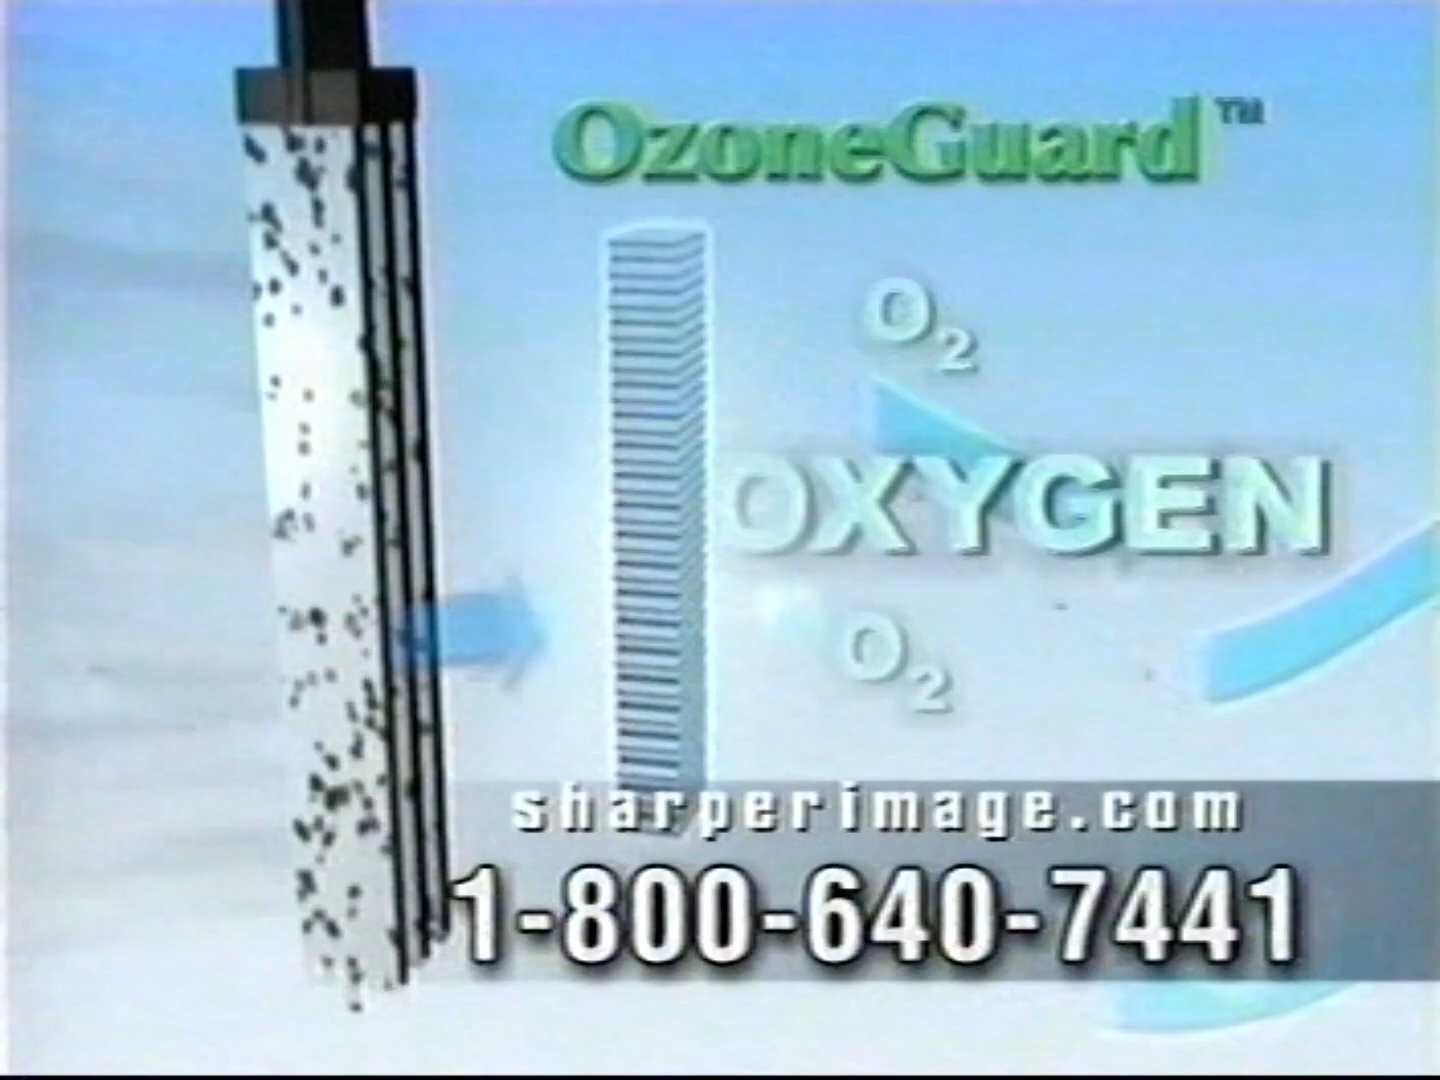 OzoneGuard™
O2
OXYGEN
O2
sharperimage.com
1-800-640-7441